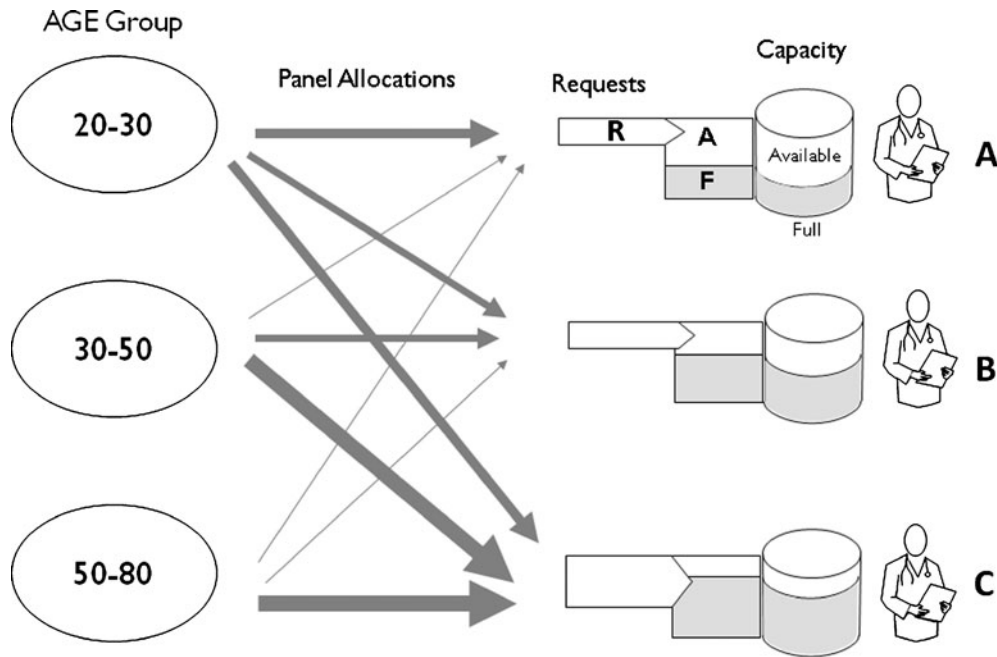 AGE Group
Panel Allocations
Requests
Capacity
20-30
R
A
F
Available
Full
A
30-50
B
50-80
C